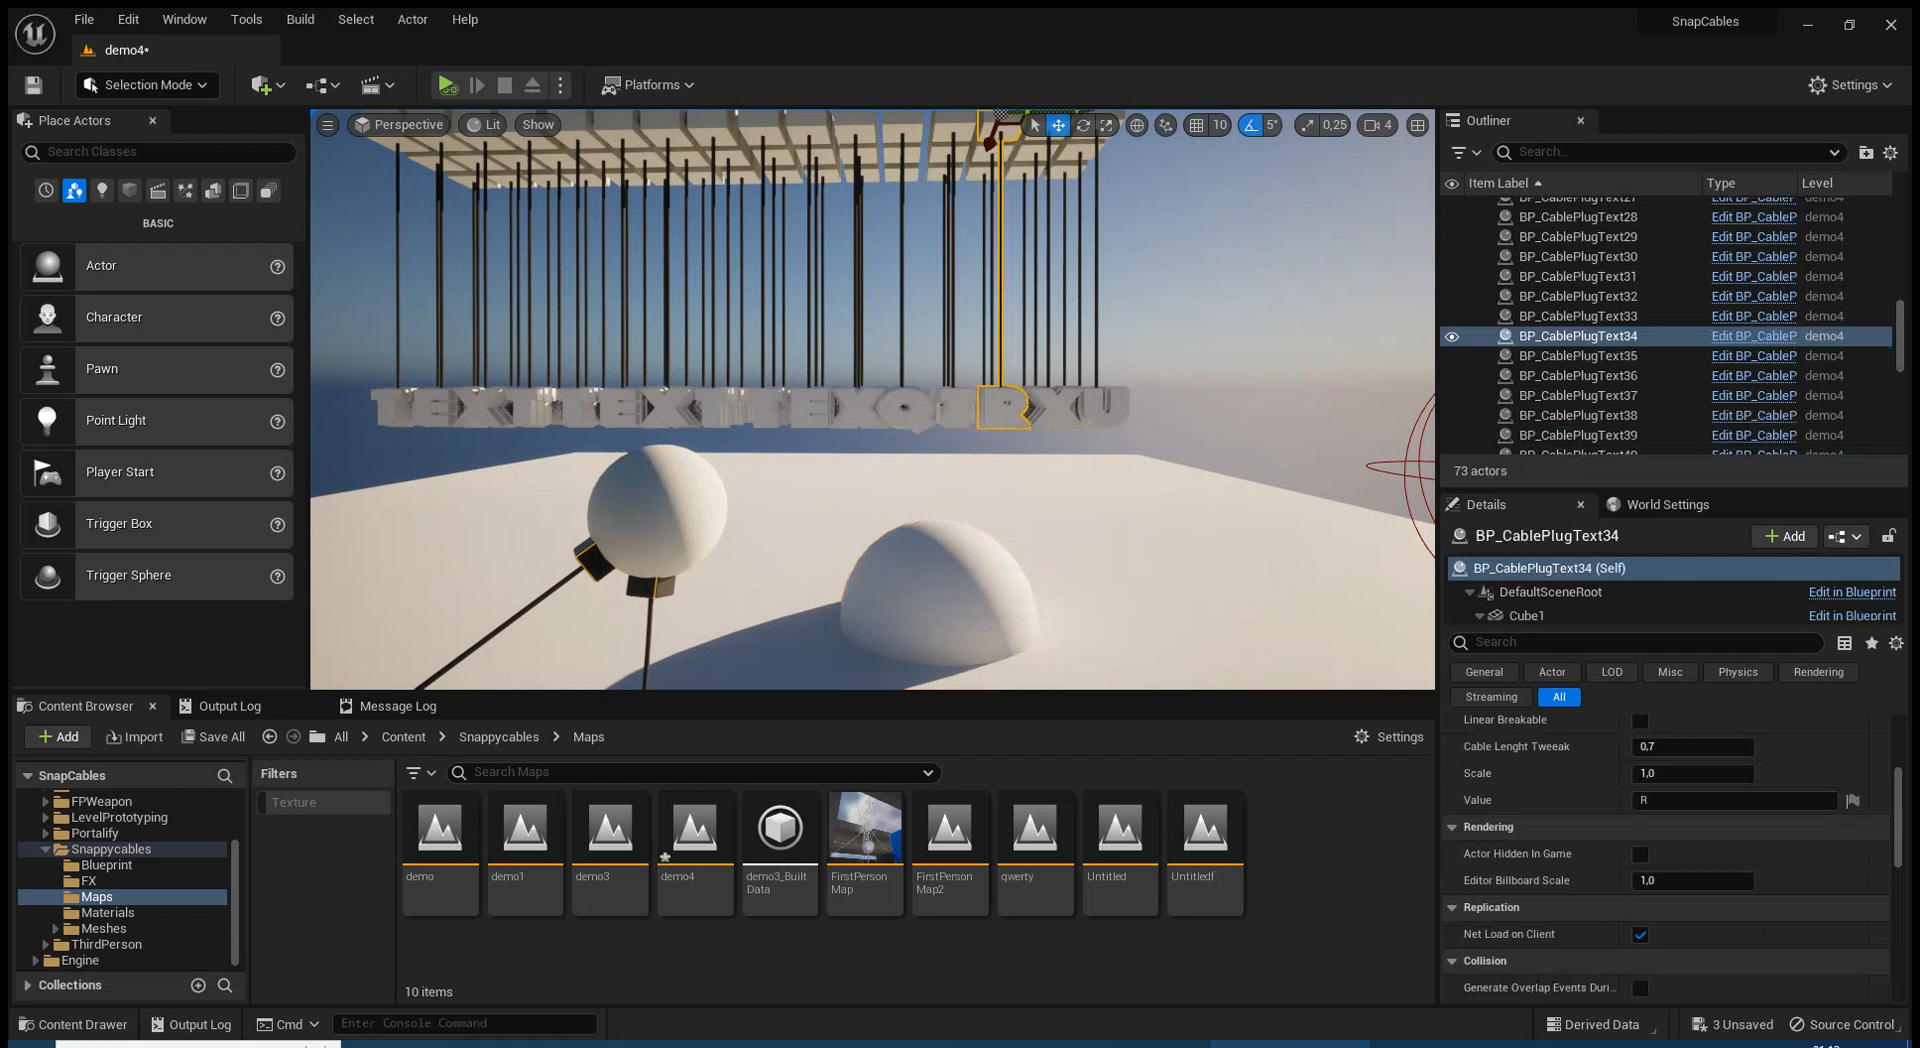 File Edit Window Tools Build Select Actor Help
SnapCables
demo4*
Selection Mode
Platforms
Settings
Place Actors
Search Classes
BASIC
Actor
Character
Pawn
Point Light
Player Start
Trigger Box
Trigger Sphere
Perspective Lit Show
10 5° 0,25 4
Outliner
Search...
Item Label Type Level
BP_CablePlugText27 demo4
BP_CablePlugText28 Edit BP_CableP demo4
BP_CablePlugText29 Edit BP_CableP demo4
BP_CablePlugText30 Edit BP_CableP demo4
BP_CablePlugText31 Edit BP_CableP demo4
BP_CablePlugText32 Edit BP_CableP demo4
BP_CablePlugText33 Edit BP_CableP demo4
BP_CablePlugText34 Edit BP_CableP demo4
BP_CablePlugText35 Edit BP_CableP demo4
BP_CablePlugText36 Edit BP_CableP demo4
BP_CablePlugText37 Edit BP_CableP demo4
BP_CablePlugText38 Edit BP_CableP demo4
BP_CablePlugText39 Edit BP_CableP demo4
73 actors
Details World Settings
BP_CablePlugText34
Add
BP_CablePlugText34 (Self)
DefaultSceneRoot Edit in Blueprint
Cube1 Edit in Blueprint
Search
General Actor LOD Misc Physics Rendering
Streaming All
Linear Breakable
Cable Lenght Tweeak 0,7
Scale 1,0
Value R
Rendering
Actor Hidden In Game
Editor Billboard Scale 1,0
Replication
Net Load on Client
Collision
Generate Overlap Events Duri...
Content Browser Output Log Message Log
Add Import Save All All Content Snappycables Maps Settings
SnapCables
FPWeapon
LevelPrototyping
Portalify
Snappycables
Blueprint
FX
Maps
Materials
Meshes
ThirdPerson
Engine
Collections
Filters
Texture
Search Maps
demo
demo1
demo3
demo4
demo3_Built
Data
FirstPerson
Map
FirstPerson
Map2
qwerty
Untitled
Untitledf
10 items
Content Drawer Output Log Cmd Enter Console Command
Derived Data 3 Unsaved Source Control